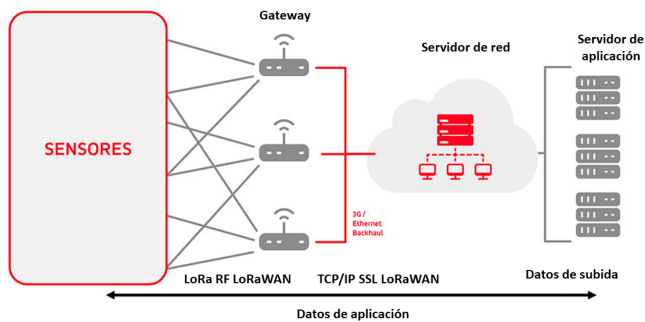 Gateway
Servidor de red
Servidor de
aplicación
SENSORES
3G /
Ethernet
Backhaul
LoRa RF LoRaWAN
TCP/IP SSL LoRaWAN
Datos de subida
Datos de aplicación